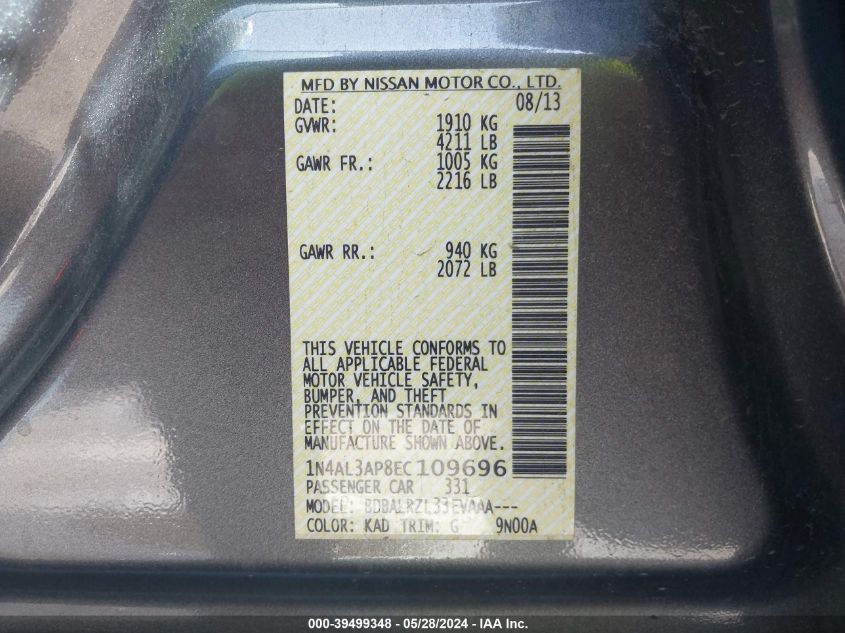 MFD BY NISSAN MOTOR CO., LTD.
DATE: 08/13
GVWR: 1910 KG
4211 LB
GAWR FR.: 1005 KG
2216 LB
GAWR RR.: 940 KG
2072 LB
THIS VEHICLE CONFORMS TO
ALL APPLICABLE FEDERAL
MOTOR VEHICLE SAFETY,
BUMPER, AND THEFT
PREVENTION STANDARDS IN
EFFECT ON THE DATE OF
MANUFACTURE SHOWN ABOVE.
1N4AL3AP8EC109696
PASSENGER CAR 331
MODEL: BDBALRZL33EVAAA---
COLOR: KAD TRIM: G 9N00A
000-39499348 - 05/28/2024 - IAA Inc.